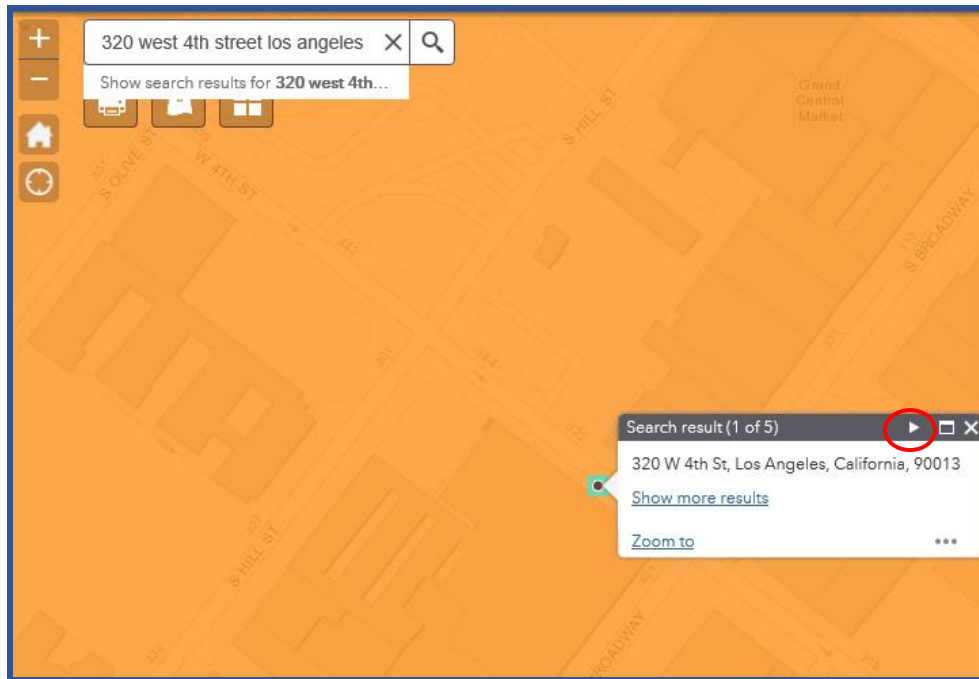 320 west 4th street los angeles
Show search results for 320 west 4th...
Grand
Central
Market
S HILL ST
S OLIVE ST
W 4TH ST
S BROADWAY
442
Search result (1 of 5)
320 W 4th St, Los Angeles, California, 90013
Show more results
Zoom to
S HILL ST
BROADWAY